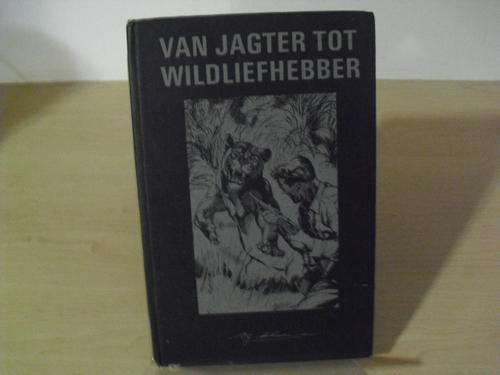 VAN JAGTER TOT
WILDLIEFHEBBER